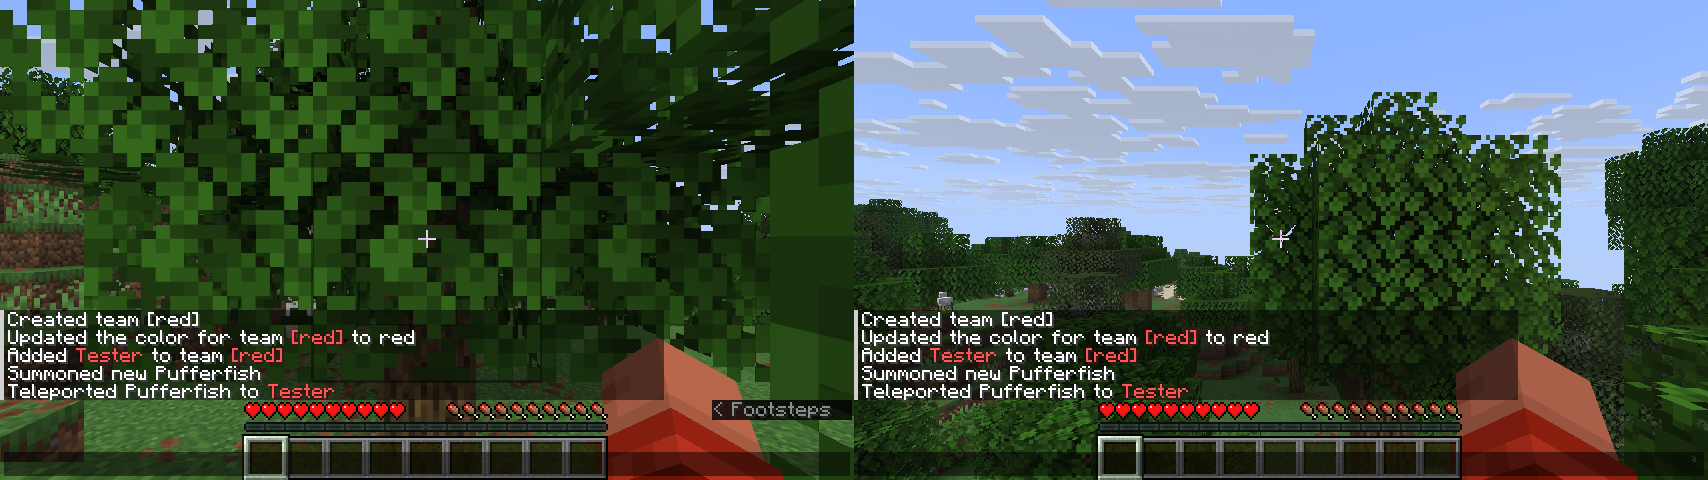 Created team [red]
Updated the color for team [red] to red
Added Tester to team [red]
Summoned new Pufferfish
Teleported Pufferfish to Tester
< Footsteps
Created team [red]
Updated the color for team [red] to red
Added Tester to team [red]
Summoned new Pufferfish
Teleported Pufferfish to Tester